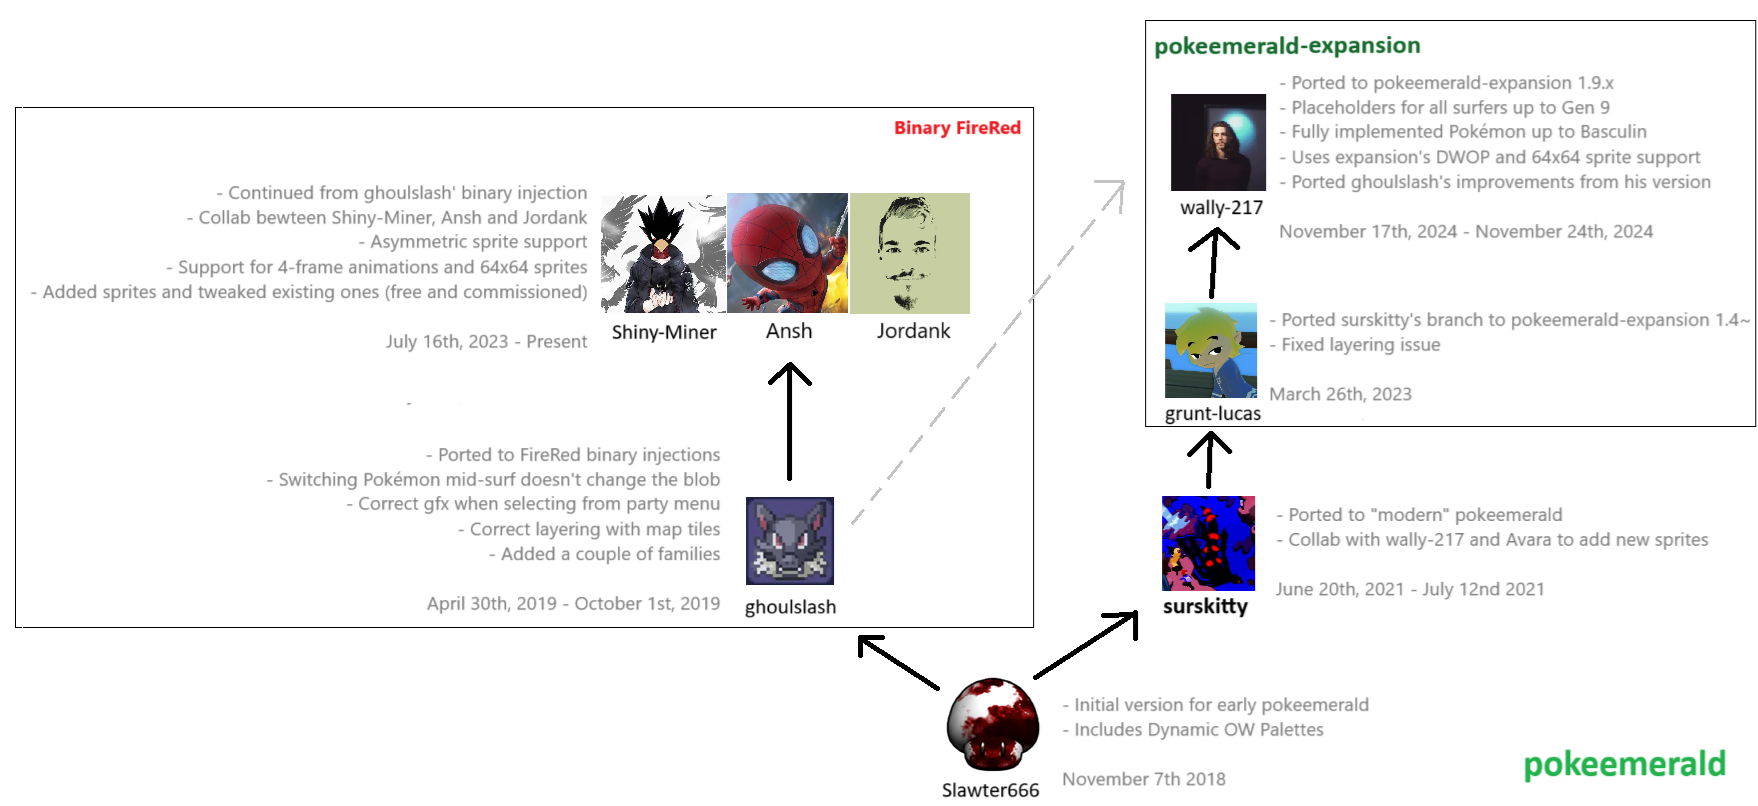 pokeemerald-expansion
- Ported to pokeemerald-expansion 1.9.x
- Placeholders for all surfers up to Gen 9
- Fully implemented Pokémon up to Basculin
- Uses expansion's DWOP and 64x64 sprite support
- Ported ghoulslash's improvements from his version
wally-217
November 17th, 2024 - November 24th, 2024
- Ported surskitty's branch to pokeemerald-expansion 1.4~
- Fixed layering issue
March 26th, 2023
grunt-lucas
Binary FireRed
- Continued from ghoulslash' binary injection
- Collab bewteen Shiny-Miner, Ansh and Jordank
- Asymmetric sprite support
- Support for 4-frame animations and 64x64 sprites
- Added sprites and tweaked existing ones (free and commissioned)
July 16th, 2023 - Present
Shiny-Miner
Ansh
Jordank
- Ported to FireRed binary injections
- Switching Pokémon mid-surf doesn't change the blob
- Correct gfx when selecting from party menu
- Correct layering with map tiles
- Added a couple of families
April 30th, 2019 - October 1st, 2019
ghoulslash
- Ported to "modern" pokeemerald
- Collab with wally-217 and Avara to add new sprites
June 20th, 2021 - July 12nd 2021
surskitty
- Initial version for early pokeemerald
- Includes Dynamic OW Palettes
November 7th 2018
Slawter666
pokeemerald